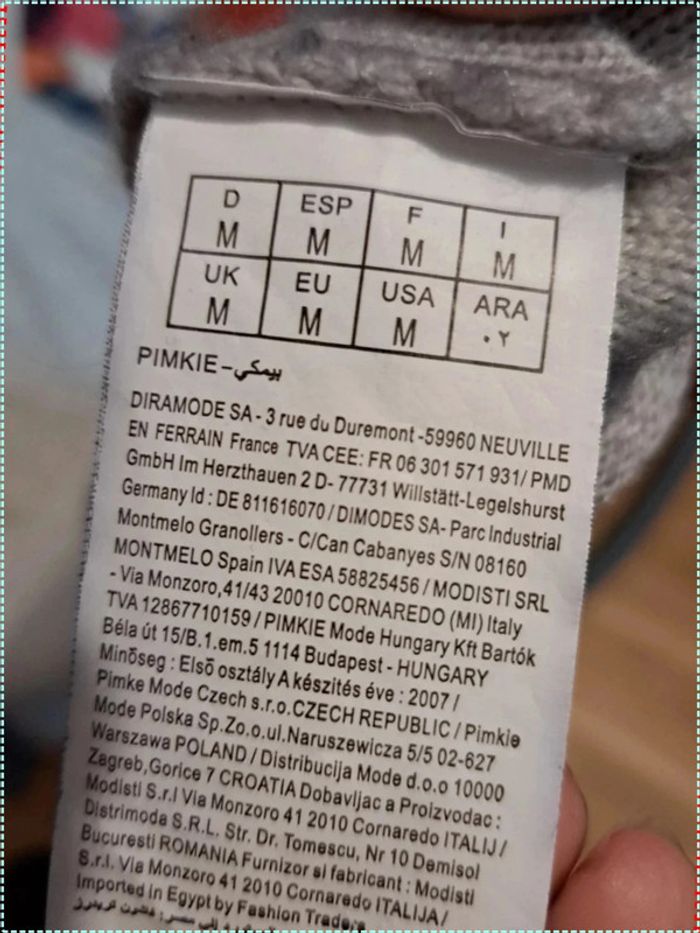 D ESP F I
M M M M
UK EU USA ARA
M M M ٠٢
PIMKIE-بيمكي
DIRAMODE SA - 3 rue du Duremont -59960 NEUVILLE
EN FERRAIN France TVA CEE: FR 06 301 571 931/ PMD
GmbH Im Herzthauen 2 D- 77731 Willstätt-Legelshurst
Germany Id : DE 811616070 / DIMODES SA- Parc Industrial
Montmelo Granollers - C/Can Cabanyes S/N 08160
MONTMELO Spain IVA ESA 58825456 / MODISTI SRL
- Via Monzoro,41/43 20010 CORNAREDO (MI) Italy
TVA 12867710159 / PIMKIE Mode Hungary Kft Bartók
Béla út 15/B.1.em.5 1114 Budapest - HUNGARY
Minõseg : Elsõ osztály A készités éve : 2007 /
Pimke Mode Czech s.r.o.CZECH REPUBLIC / Pimkie
Mode Polska Sp.Zo.o.ul.Naruszewicza 5/5 02-627
Warszawa POLAND / Distribucija Mode d.o.o 10000
Zagreb,Gorice 7 CROATIA Dobavljac a Proizvodac :
Modisti S.r.l Via Monzoro 41 2010 Cornaredo ITALIJ /
Distrimoda S.R.L. Str. Dr. Tomescu, Nr 10 Demisol
Bucuresti ROMANIA Furnizor si fabricant : Modisti
S.r.l. Via Monzoro 41 2010 Cornaredo ITALIJA /
Imported In Egypt by Fashion Traders